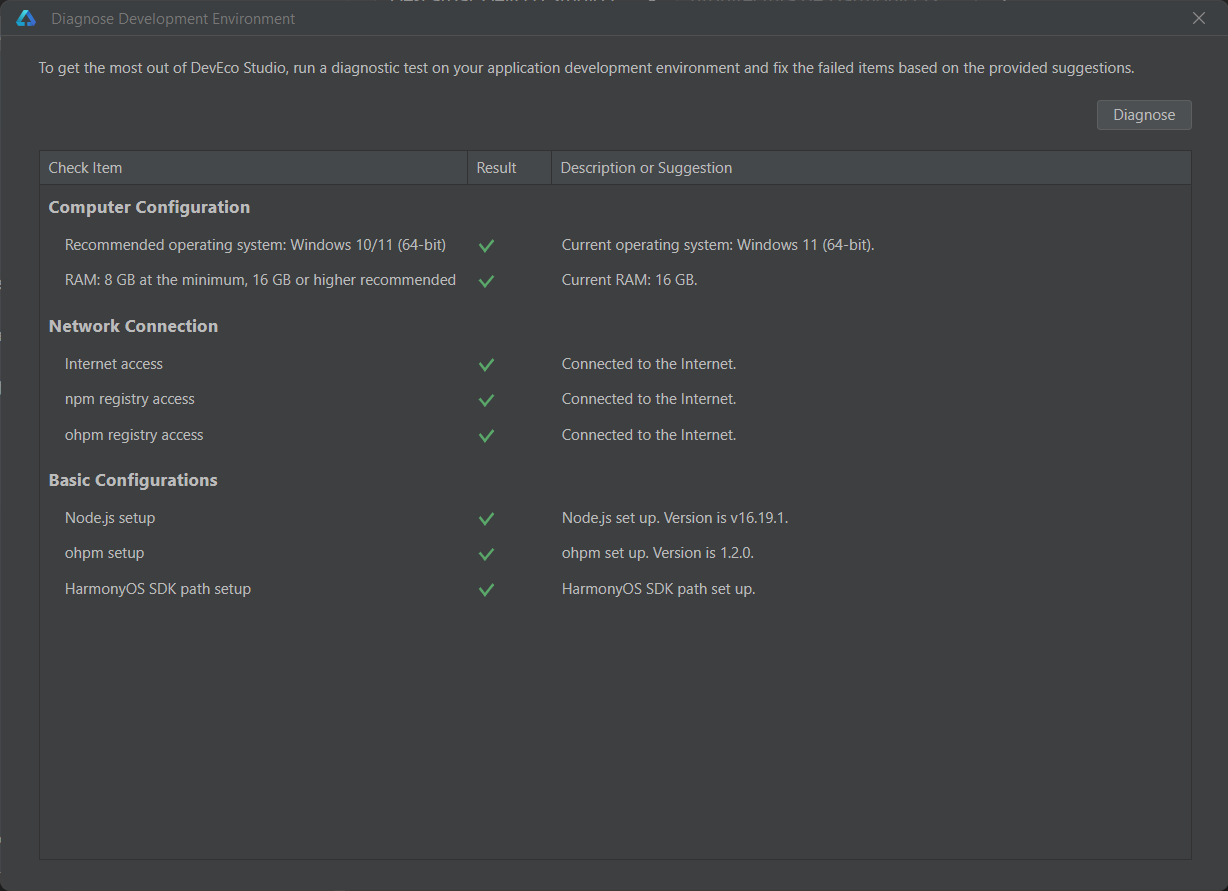 Diagnose Development Environment
To get the most out of DevEco Studio, run a diagnostic test on your application development environment and fix the failed items based on the provided suggestions.
Diagnose
Check Item Result Description or Suggestion
Computer Configuration
Recommended operating system: Windows 10/11 (64-bit) Current operating system: Windows 11 (64-bit).
RAM: 8 GB at the minimum, 16 GB or higher recommended Current RAM: 16 GB.
Network Connection
Internet access Connected to the Internet.
npm registry access Connected to the Internet.
ohpm registry access Connected to the Internet.
Basic Configurations
Node.js setup Node.js set up. Version is v16.19.1.
ohpm setup ohpm set up. Version is 1.2.0.
HarmonyOS SDK path setup HarmonyOS SDK path set up.